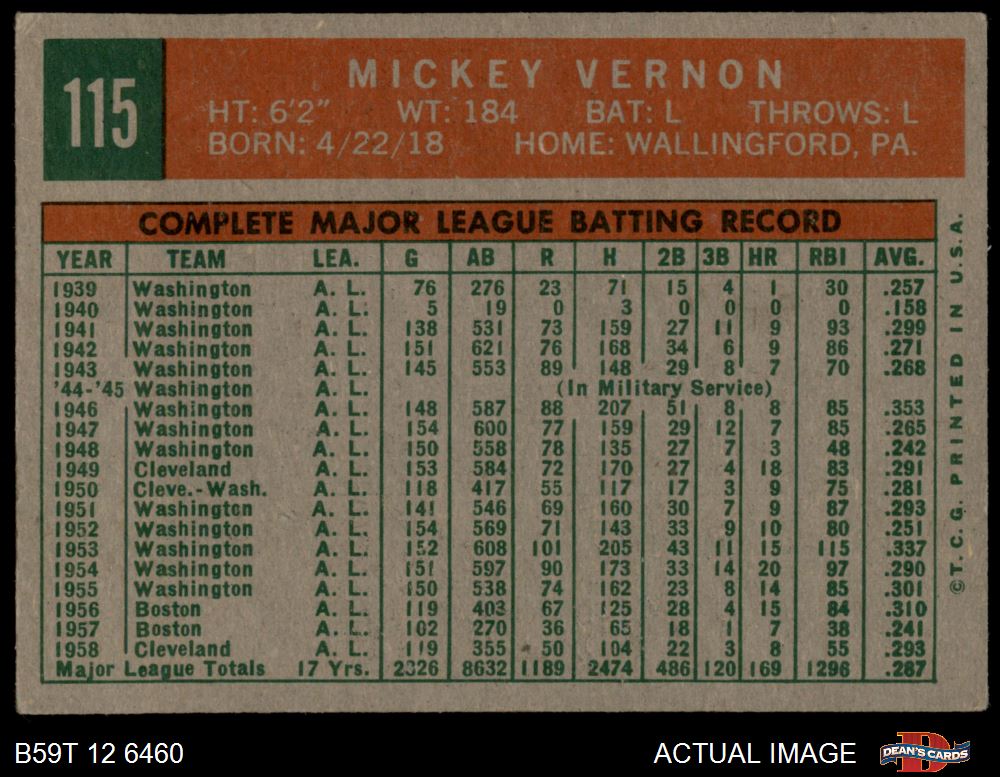 115
MICKEY VERNON
HT: 6'2" WT: 184 BAT: L THROWS: L
BORN: 4/22/18 HOME: WALLINGFORD, PA.
COMPLETE MAJOR LEAGUE BATTING RECORD
YEAR TEAM LEA. G AB R H 2B 3B HR RBI AVG.
1939 Washington A. L. 76 276 23 71 15 4 1 30 .257
1940 Washington A. L. 5 19 0 3 0 0 0 0 .158
1941 Washington A. L. 138 531 73 159 27 11 9 93 .299
1942 Washington A. L. 151 621 76 168 34 6 9 86 .271
1943 Washington A. L. 145 553 89 148 29 8 7 70 .268
'44-'45 Washington A. L. (In Military Service)
1946 Washington A. L. 148 587 88 207 51 8 8 85 .353
1947 Washington A. L. 154 600 77 159 29 12 7 85 .265
1948 Washington A. L. 150 558 78 135 27 7 3 48 .242
1949 Cleveland A. L. 153 584 72 170 27 4 18 83 .291
1950 Cleve.-Wash. A. L. 118 417 55 117 17 3 9 75 .281
1951 Washington A. L. 141 546 69 160 30 7 9 87 .293
1952 Washington A. L. 154 569 71 143 33 9 10 80 .251
1953 Washington A. L. 152 608 101 205 43 11 15 115 .337
1954 Washington A. L. 151 597 90 173 33 14 20 97 .290
1955 Washington A. L. 150 538 74 162 23 8 14 85 .301
1956 Boston A. L. 119 403 67 125 28 4 15 84 .310
1957 Boston A. L. 102 270 36 65 18 1 7 38 .241
1958 Cleveland A. L. 119 355 50 104 22 3 8 55 .293
Major League Totals 17 Yrs. 2326 8632 1189 2474 486 120 169 1296 .287
©T. C. G. PRINTED IN U. S. A.
B59T 12 6460
ACTUAL IMAGE
D
DEAN'S CARDS